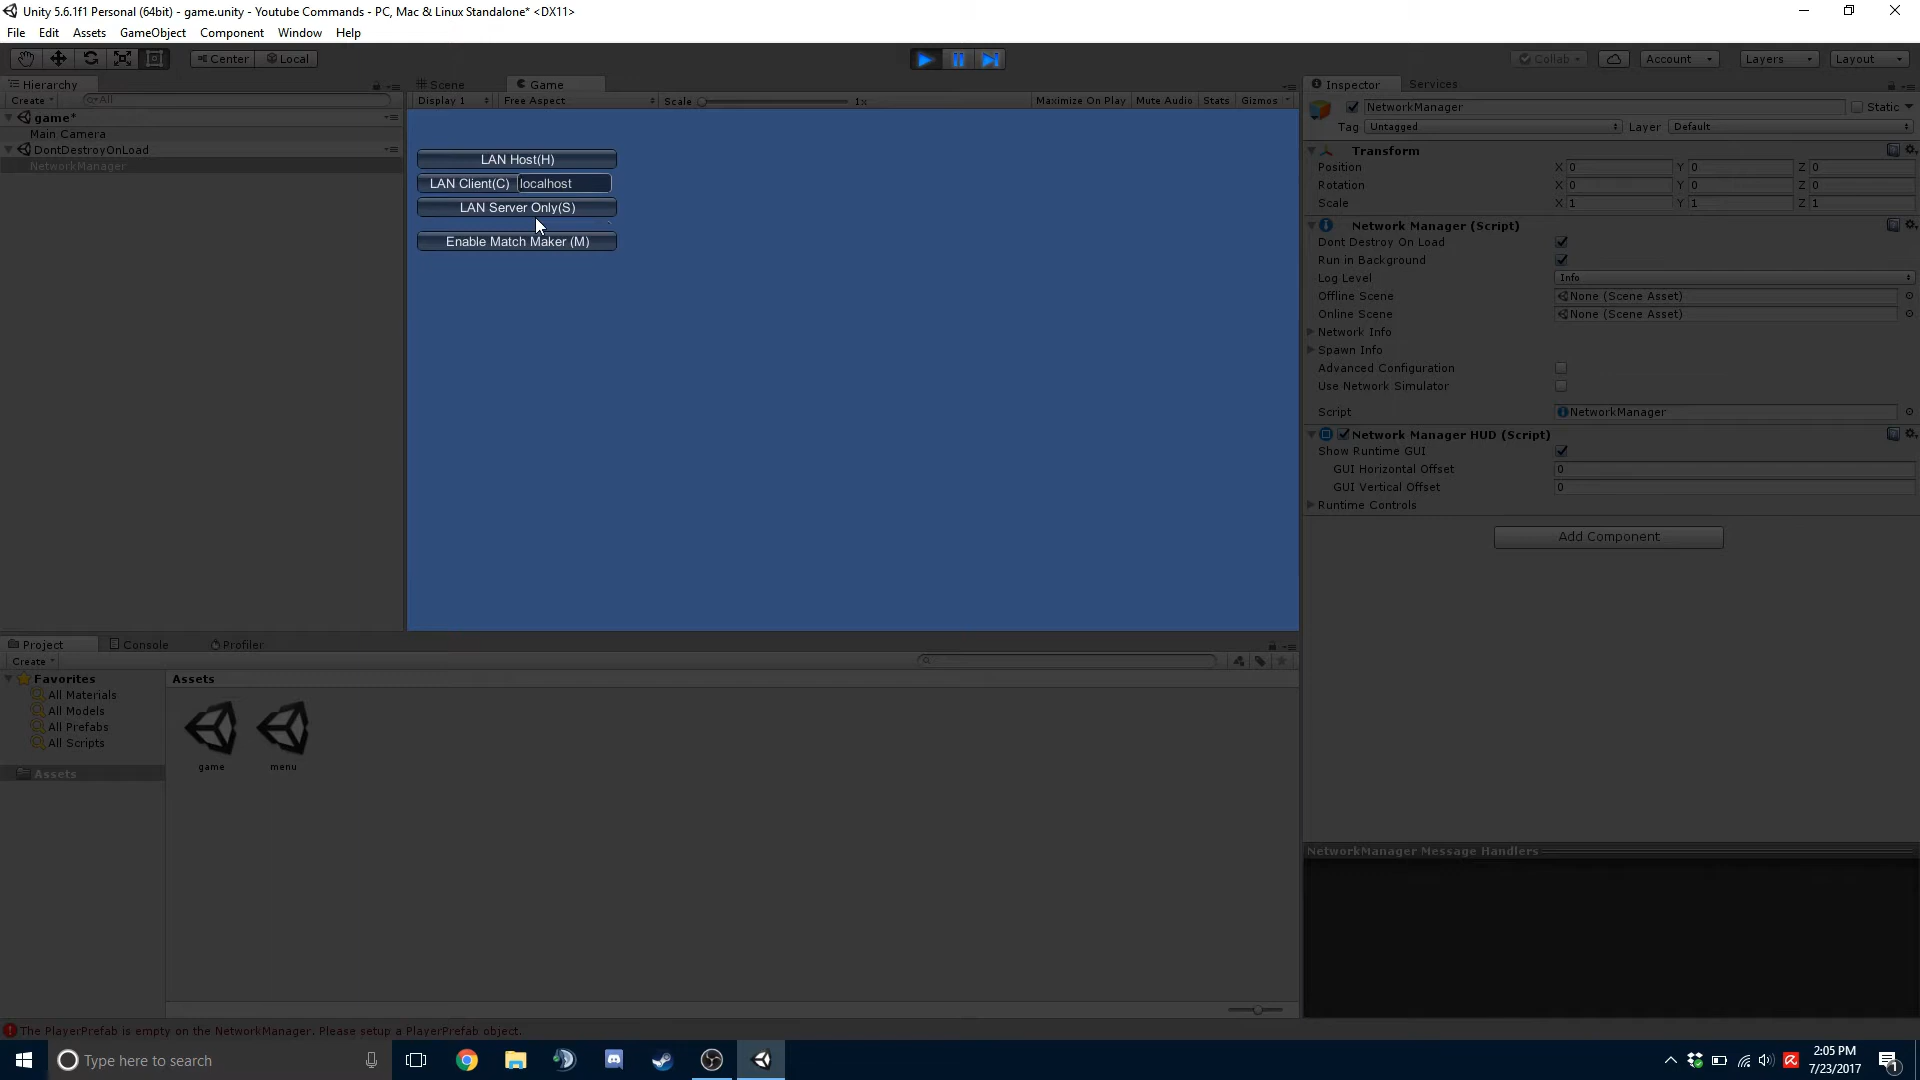 Unity 5.6.1f1 Personal (64bit) - game.unity - Youtube Commands - PC, Mac & Linux Standalone* <DX11>
File Edit Assets GameObject Component Window Help
Center Local Collab Account Layers Layout
Hierarchy
Create All
game*
Main Camera
DontDestroyOnLoad
NetworkManager
Scene Game
Display 1 Free Aspect Scale 1x Maximize On Play Mute Audio Stats Gizmos
LAN Host(H)
LAN Client(C) localhost
LAN Server Only(S)
Enable Match Maker (M)
Inspector Services
NetworkManager Static
Tag Untagged Layer Default
Transform
Position X 0 Y 0 Z 0
Rotation X 0 Y 0 Z 0
Scale X 1 Y 1 Z 1
Network Manager (Script)
Dont Destroy On Load
Run in Background
Log Level Info
Offline Scene None (Scene Asset)
Online Scene None (Scene Asset)
Network Info
Spawn Info
Advanced Configuration
Use Network Simulator
Script NetworkManager
Network Manager HUD (Script)
Show Runtime GUI
GUI Horizontal Offset 0
GUI Vertical Offset 0
Runtime Controls
Add Component
NetworkManager Message Handlers
Project Console Profiler
Create
Favorites
All Materials
All Models
All Prefabs
All Scripts
Assets
Assets
game menu
The PlayerPrefab is empty on the NetworkManager. Please setup a PlayerPrefab object.
Type here to search
2:05 PM
7/23/2017
1